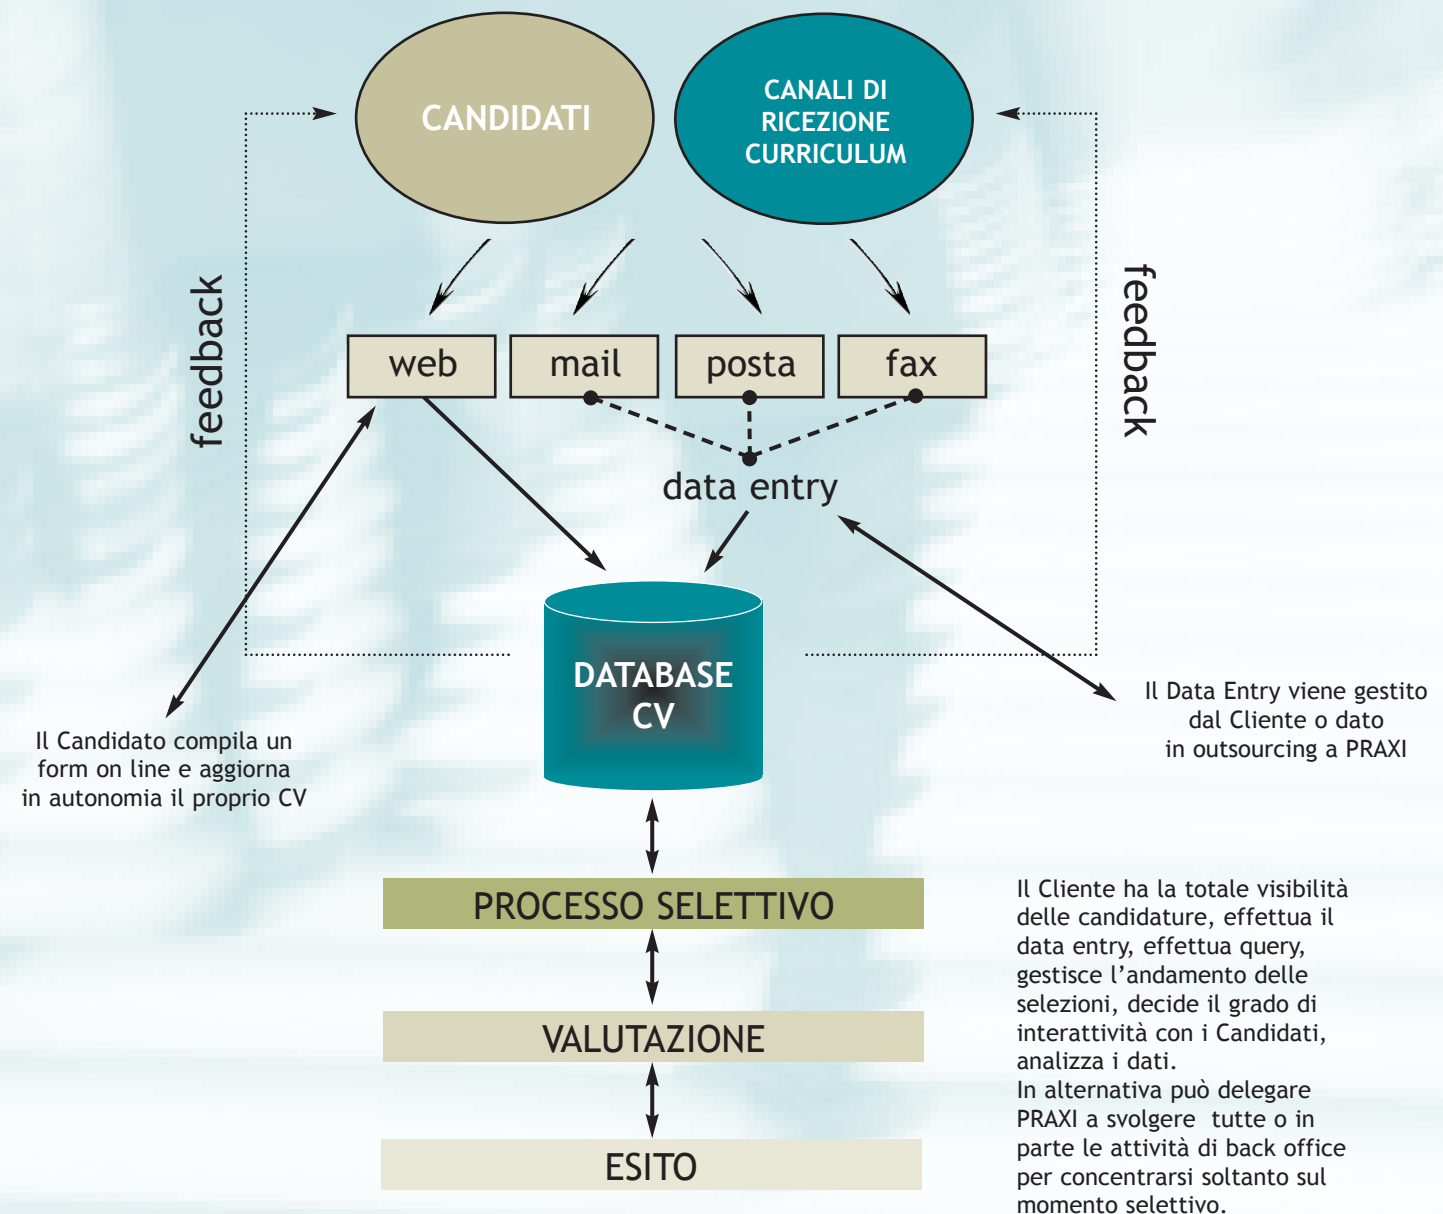 CANDIDATI
CANALI DI
RICEZIONE
CURRICULUM
feedback
feedback
web
mail
posta
fax
data entry
DATABASE
CV
Il Candidato compila un
form on line e aggiorna
in autonomia il proprio CV
Il Data Entry viene gestito
dal Cliente o dato
in outsourcing a PRAXI
PROCESSO SELETTIVO
VALUTAZIONE
ESITO
Il Cliente ha la totale visibilità
delle candidature, effettua il
data entry, effettua query,
gestisce l’andamento delle
selezioni, decide il grado di
interattività con i Candidati,
analizza i dati.
In alternativa può delegare
PRAXI a svolgere tutte o in
parte le attività di back office
per concentrarsi soltanto sul
momento selettivo.